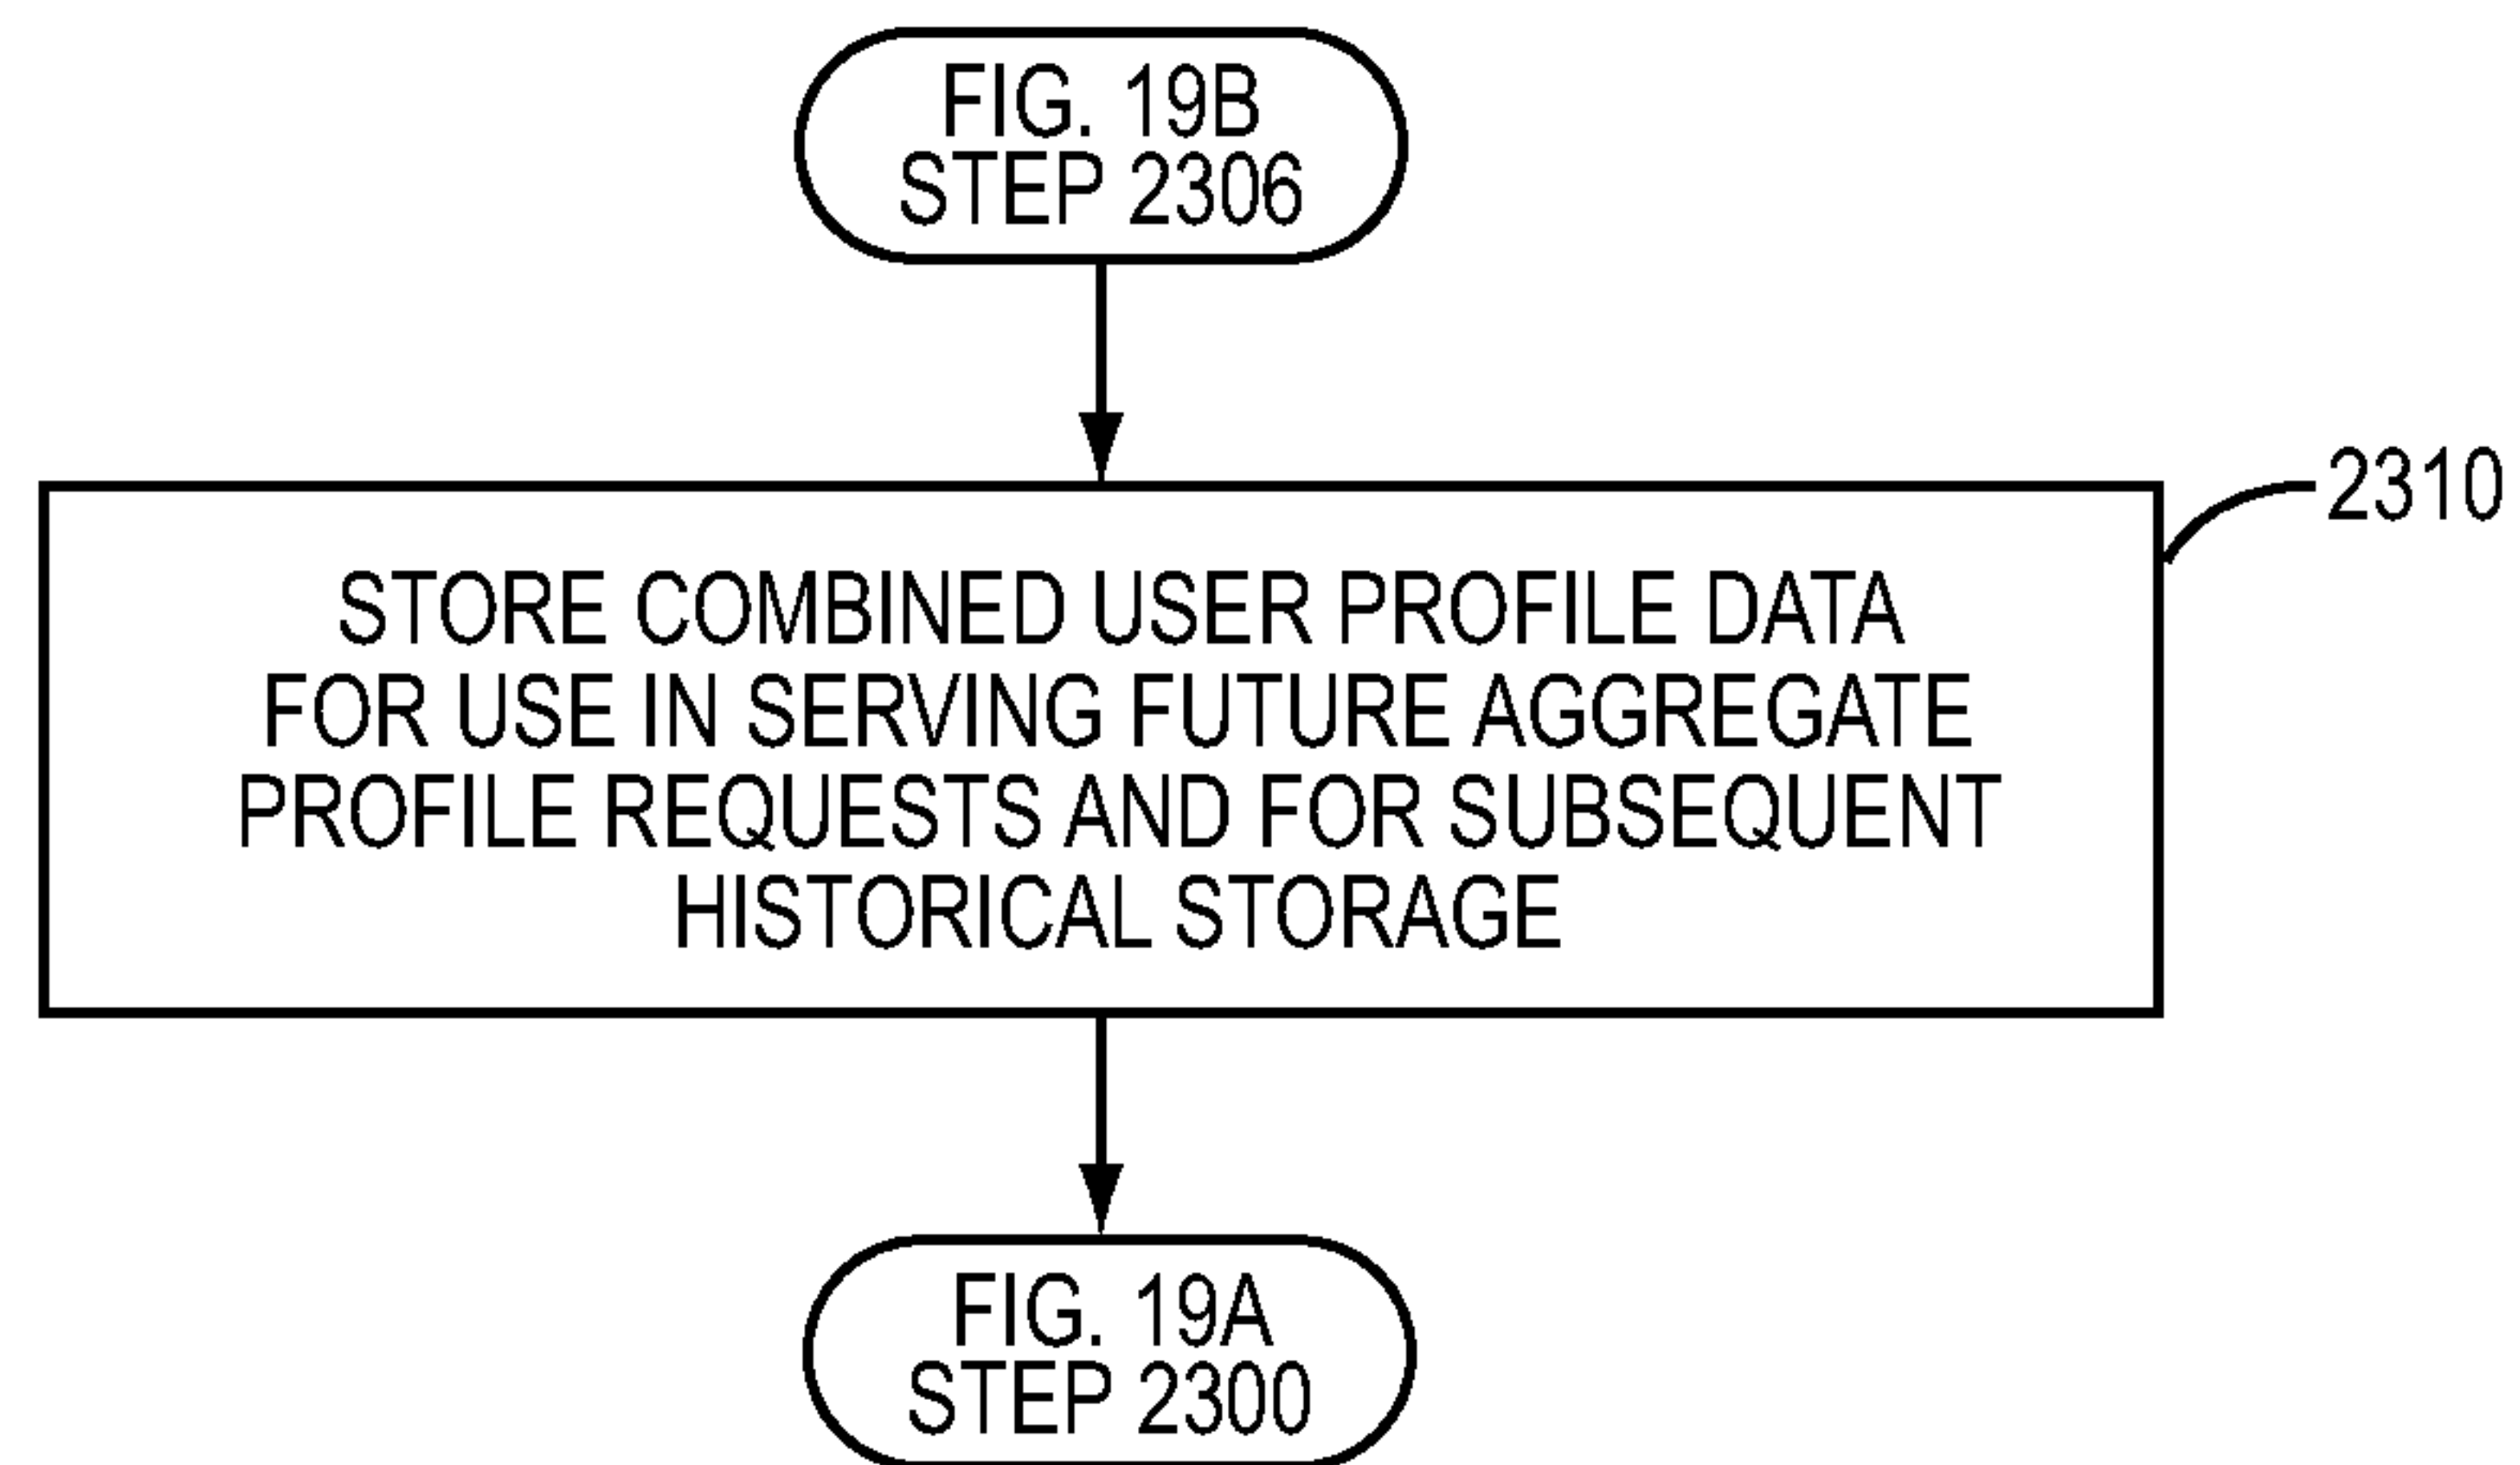 FIG. 19B
STEP 2306
2310
STORE COMBINED USER PROFILE DATA
FOR USE IN SERVING FUTURE AGGREGATE
PROFILE REQUESTS AND FOR SUBSEQUENT
HISTORICAL STORAGE
FIG. 19A
STEP 2300